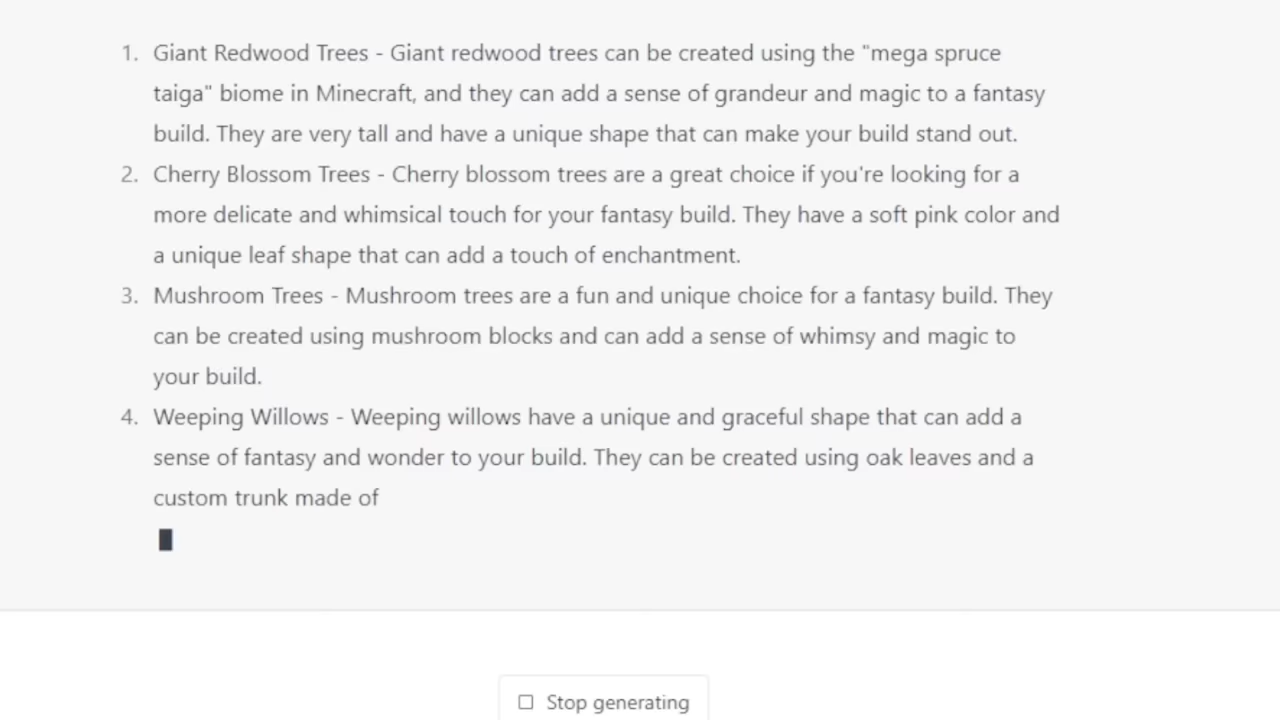 1. Giant Redwood Trees - Giant redwood trees can be created using the "mega spruce
taiga" biome in Minecraft, and they can add a sense of grandeur and magic to a fantasy
build. They are very tall and have a unique shape that can make your build stand out.
2. Cherry Blossom Trees - Cherry blossom trees are a great choice if you're looking for a
more delicate and whimsical touch for your fantasy build. They have a soft pink color and
a unique leaf shape that can add a touch of enchantment.
3. Mushroom Trees - Mushroom trees are a fun and unique choice for a fantasy build. They
can be created using mushroom blocks and can add a sense of whimsy and magic to
your build.
4. Weeping Willows - Weeping willows have a unique and graceful shape that can add a
sense of fantasy and wonder to your build. They can be created using oak leaves and a
custom trunk made of
Stop generating